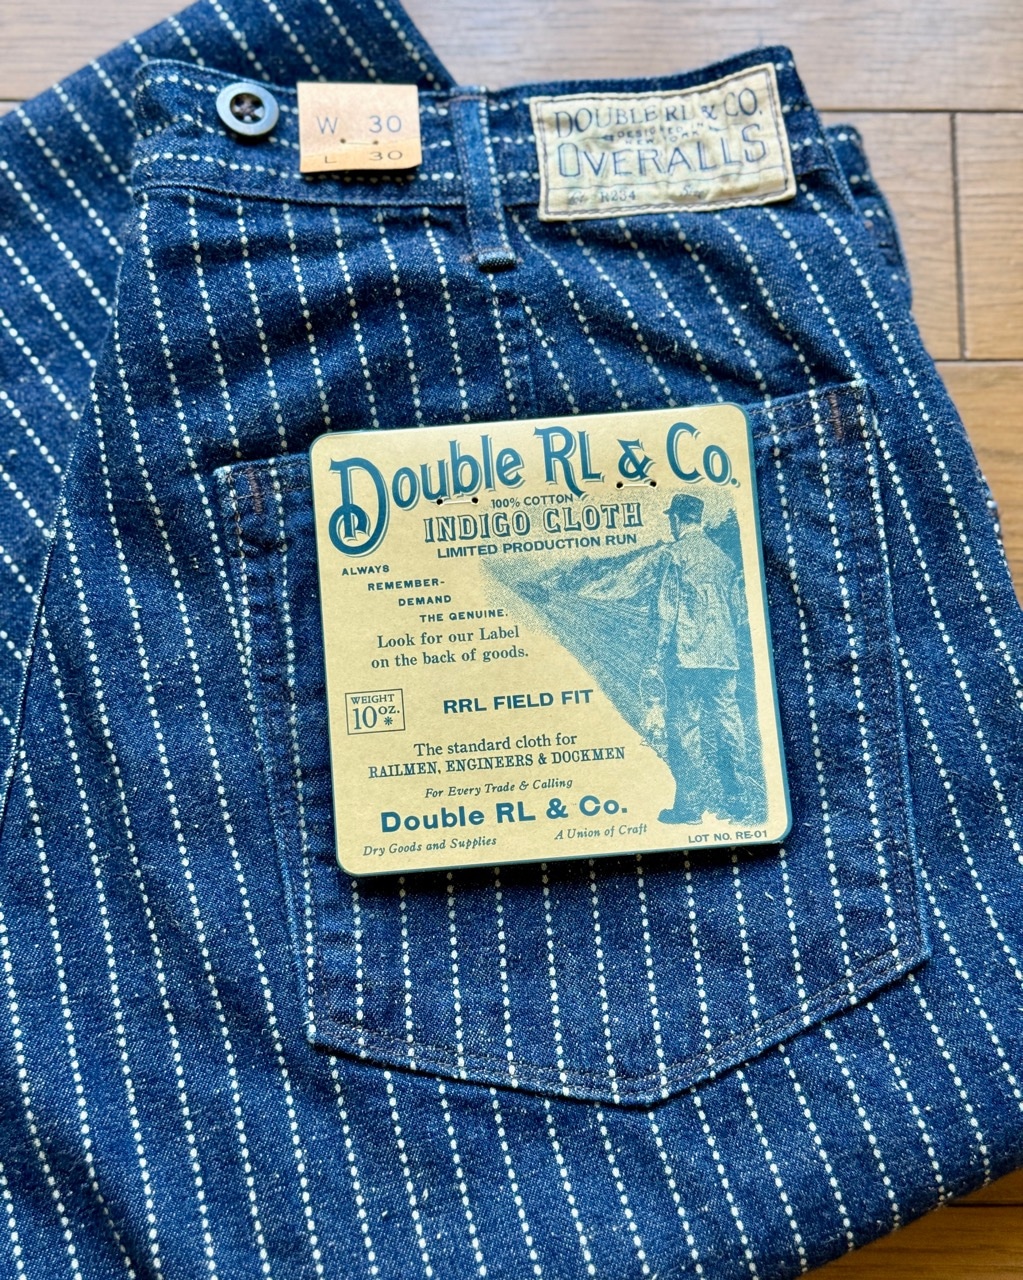 W 30
L 30
DOUBLE RL & CO.
DESIGNED IN
OVERALLS
R234
Double RL & Co.
100% COTTON
INDIGO CLOTH
LIMITED PRODUCTION RUN
ALWAYS
REMEMBER-
DEMAND
THE GENUINE.
Look for our Label
on the back of goods.
WEIGHT
10 oz. *
RRL FIELD FIT
The standard cloth for
RAILMEN, ENGINEERS & DOCKMEN
For Every Trade & Calling
Double RL & Co.
Dry Goods and Supplies
A Union of Craft
LOT NO. RE-01